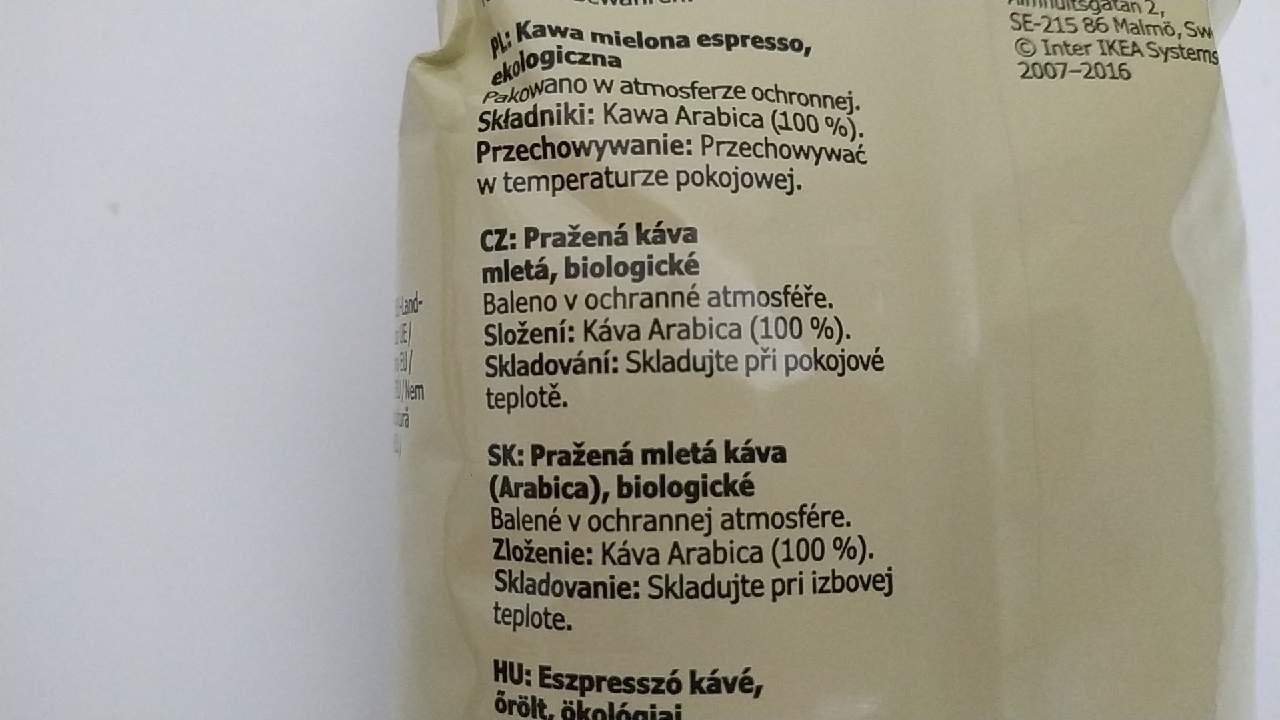 PL: Kawa mielona espresso,
ekologiczna
Pakowano w atmosferze ochronnej.
Składniki: Kawa Arabica (100 %).
Przechowywanie: Przechowywać
w temperaturze pokojowej.
CZ: Pražená káva
mletá, biologické
Baleno v ochranné atmosféře.
Složení: Káva Arabica (100 %).
Skladování: Skladujte při pokojové
teplotě.
SK: Pražená mletá káva
(Arabica), biologické
Balené v ochrannej atmosfére.
Zloženie: Káva Arabica (100 %).
Skladovanie: Skladujte pri izbovej
teplote.
HU: Eszpresszó kávé,
őrölt, ökológiai
SE-215 86 Malmö, Sw
© Inter IKEA Systems
2007–2016